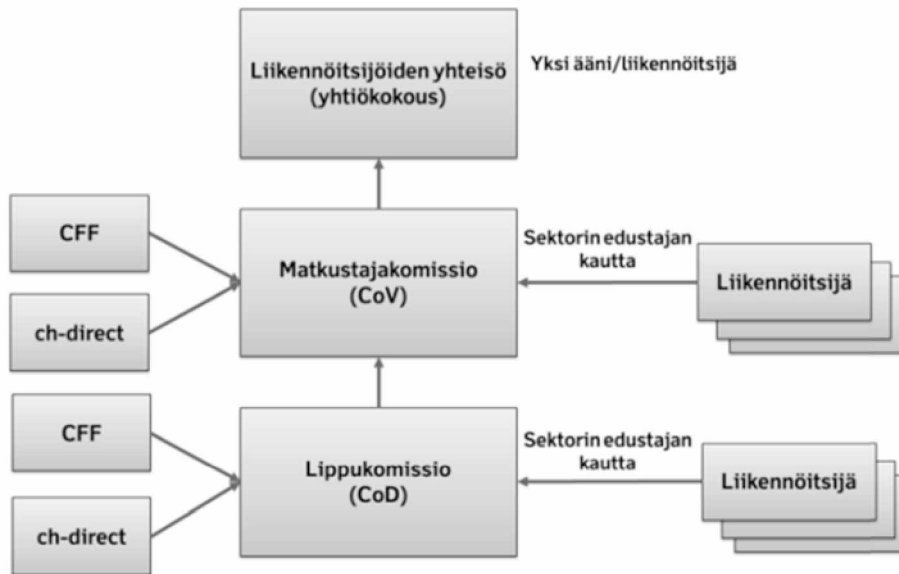 Liikennöitsijöiden yhteisö
(yhtiökokous)
Yksi ääni/liikennöitsijä
CFF
ch-direct
Matkustajakomissio
(CoV)
Sektorin edustajan
kautta
Liikennöitsijä
CFF
ch-direct
Lippukomissio
(CoD)
Sektorin edustajan
kautta
Liikennöitsijä